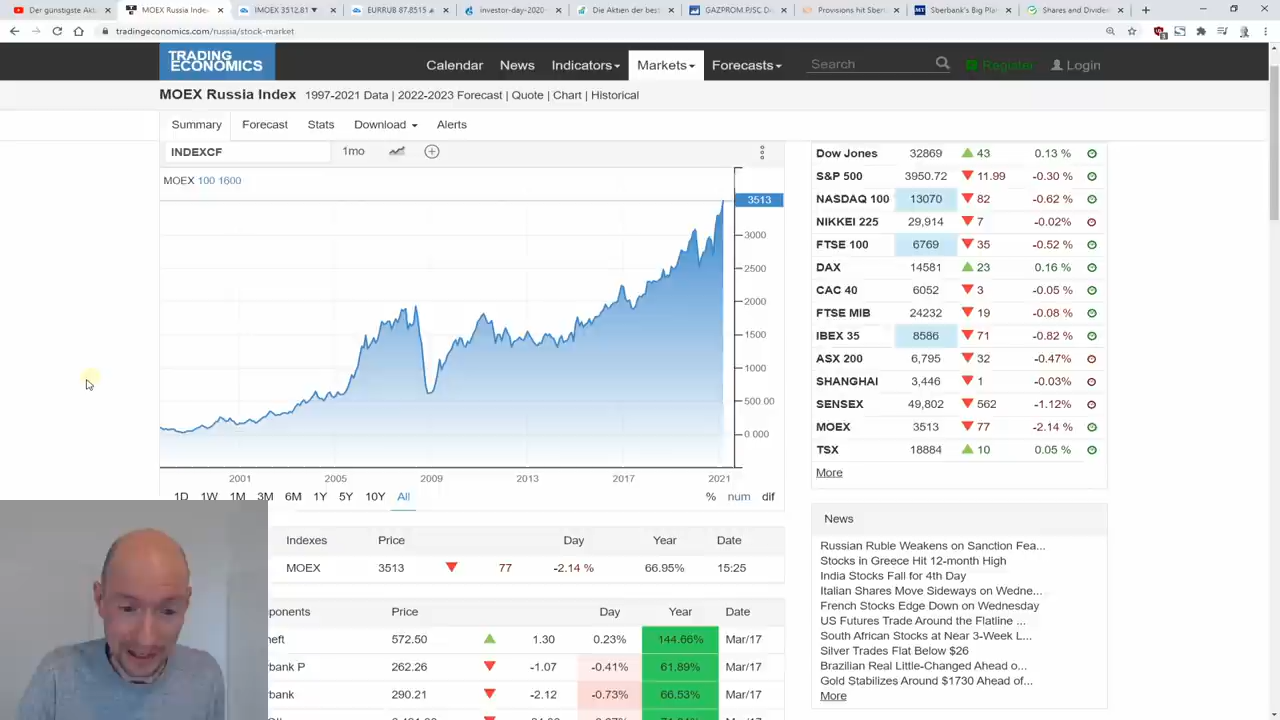 Der günstigste Ak
MOEX Russia Index
IMOEX 3512.81 ▼
EURRUB 87.8515 ▲
investor-day-2020
Die Aktien der best
GAZPROM.PJSC D
Provisions hit Sber
Sberbank's Big Pla
Shares and Divide
tradingeconomics.com/russia/stock-market
TRADING
ECONOMICS
Calendar News Indicators Markets Forecasts Search Register Login
MOEX Russia Index 1997-2021 Data | 2022-2023 Forecast | Quote | Chart | Historical
Summary Forecast Stats Download Alerts
INDEXCF 1mo
MOEX 100 1600
3513
3000
2500
2000
1500
1000
500.00
0 000
2001 2005 2009 2013 2017 2021
1D 1W 1M 3M 6M 1Y 5Y 10Y All % num dif
Indexes Price Day Year Date
MOEX 3513 77 -2.14 % 66.95% 15:25
ponents Price Day Year Date
neft 572.50 1.30 0.23% 144.66% Mar/17
bank P 262.26 -1.07 -0.41% 61.89% Mar/17
bank 290.21 -2.12 -0.73% 66.53% Mar/17
Dow Jones 32869 43 0.13 %
S&P 500 3950.72 11.99 -0.30 %
NASDAQ 100 13070 82 -0.62 %
NIKKEI 225 29,914 7 -0.02%
FTSE 100 6769 35 -0.52 %
DAX 14581 23 0.16 %
CAC 40 6052 3 -0.05 %
FTSE MIB 24232 19 -0.08 %
IBEX 35 8586 71 -0.82 %
ASX 200 6,795 32 -0.47%
SHANGHAI 3,446 1 -0.03%
SENSEX 49,802 562 -1.12%
MOEX 3513 77 -2.14 %
TSX 18884 10 0.05 %
More
News
Russian Ruble Weakens on Sanction Fea...
Stocks in Greece Hit 12-month High
India Stocks Fall for 4th Day
Italian Shares Move Sideways on Wedne...
French Stocks Edge Down on Wednesday
US Futures Trade Around the Flatline ...
South African Stocks at Near 3-Week L...
Silver Trades Flat Below $26
Brazilian Real Little-Changed Ahead o...
Gold Stabilizes Around $1730 Ahead of...
More